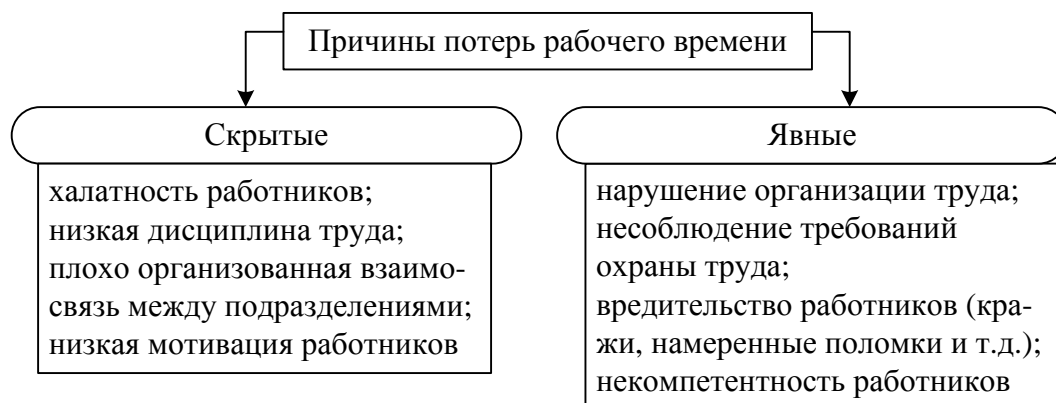 Причины потерь рабочего времени
Скрытые
халатность работников;
низкая дисциплина труда;
плохо организованная взаимо-
связь между подразделениями;
низкая мотивация работников
Явные
нарушение организации труда;
несоблюдение требований
охраны труда;
вредительство работников (кра-
жи, намеренные поломки и т.д.);
некомпетентность работников